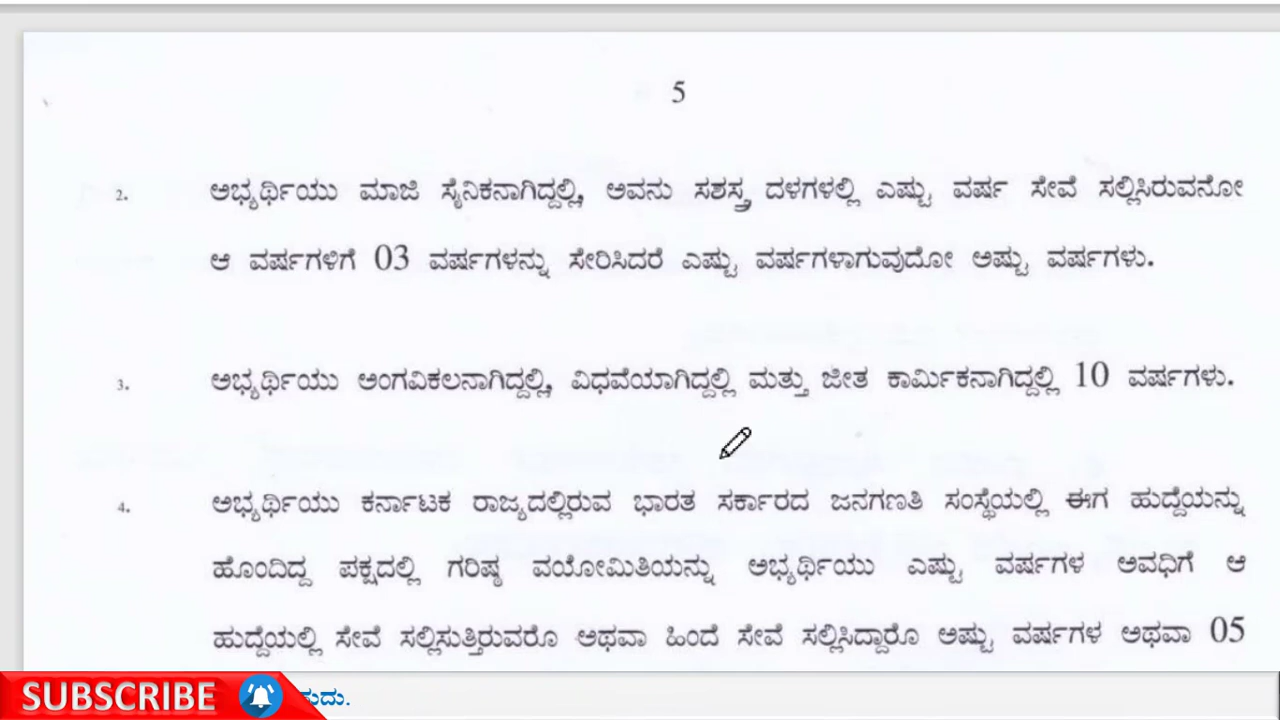 5
2. ಅಭ್ಯರ್ಥಿಯು ಮಾಜಿ ಸೈನಿಕನಾಗಿದ್ದಲ್ಲಿ, ಅವನು ಸಶಸ್ತ್ರ ದಳಗಳಲ್ಲಿ ಎಷ್ಟು ವರ್ಷ ಸೇವೆ ಸಲ್ಲಿಸಿರುವನೋ
ಆ ವರ್ಷಗಳಿಗೆ 03 ವರ್ಷಗಳನ್ನು ಸೇರಿಸಿದರೆ ಎಷ್ಟು ವರ್ಷಗಳಾಗುವುದೋ ಅಷ್ಟು ವರ್ಷಗಳು.
3. ಅಭ್ಯರ್ಥಿಯು ಅಂಗವಿಕಲನಾಗಿದ್ದಲ್ಲಿ, ವಿಧವೆಯಾಗಿದ್ದಲ್ಲಿ ಮತ್ತು ಜೀತ ಕಾರ್ಮಿಕನಾಗಿದ್ದಲ್ಲಿ 10 ವರ್ಷಗಳು.
4. ಅಭ್ಯರ್ಥಿಯು ಕರ್ನಾಟಕ ರಾಜ್ಯದಲ್ಲಿರುವ ಭಾರತ ಸರ್ಕಾರದ ಜನಗಣತಿ ಸಂಸ್ಥೆಯಲ್ಲಿ ಈಗ ಹುದ್ದೆಯನ್ನು
ಹೊಂದಿದ್ದ ಪಕ್ಷದಲ್ಲಿ ಗರಿಷ್ಠ ವಯೋಮಿತಿಯನ್ನು ಅಭ್ಯರ್ಥಿಯು ಎಷ್ಟು ವರ್ಷಗಳ ಅವಧಿಗೆ ಆ
ಹುದ್ದೆಯಲ್ಲಿ ಸೇವೆ ಸಲ್ಲಿಸುತ್ತಿರುವರೊ ಅಥವಾ ಹಿಂದೆ ಸೇವೆ ಸಲ್ಲಿಸಿದ್ದಾರೊ ಅಷ್ಟು ವರ್ಷಗಳ ಅಥವಾ 05
SUBSCRIBE